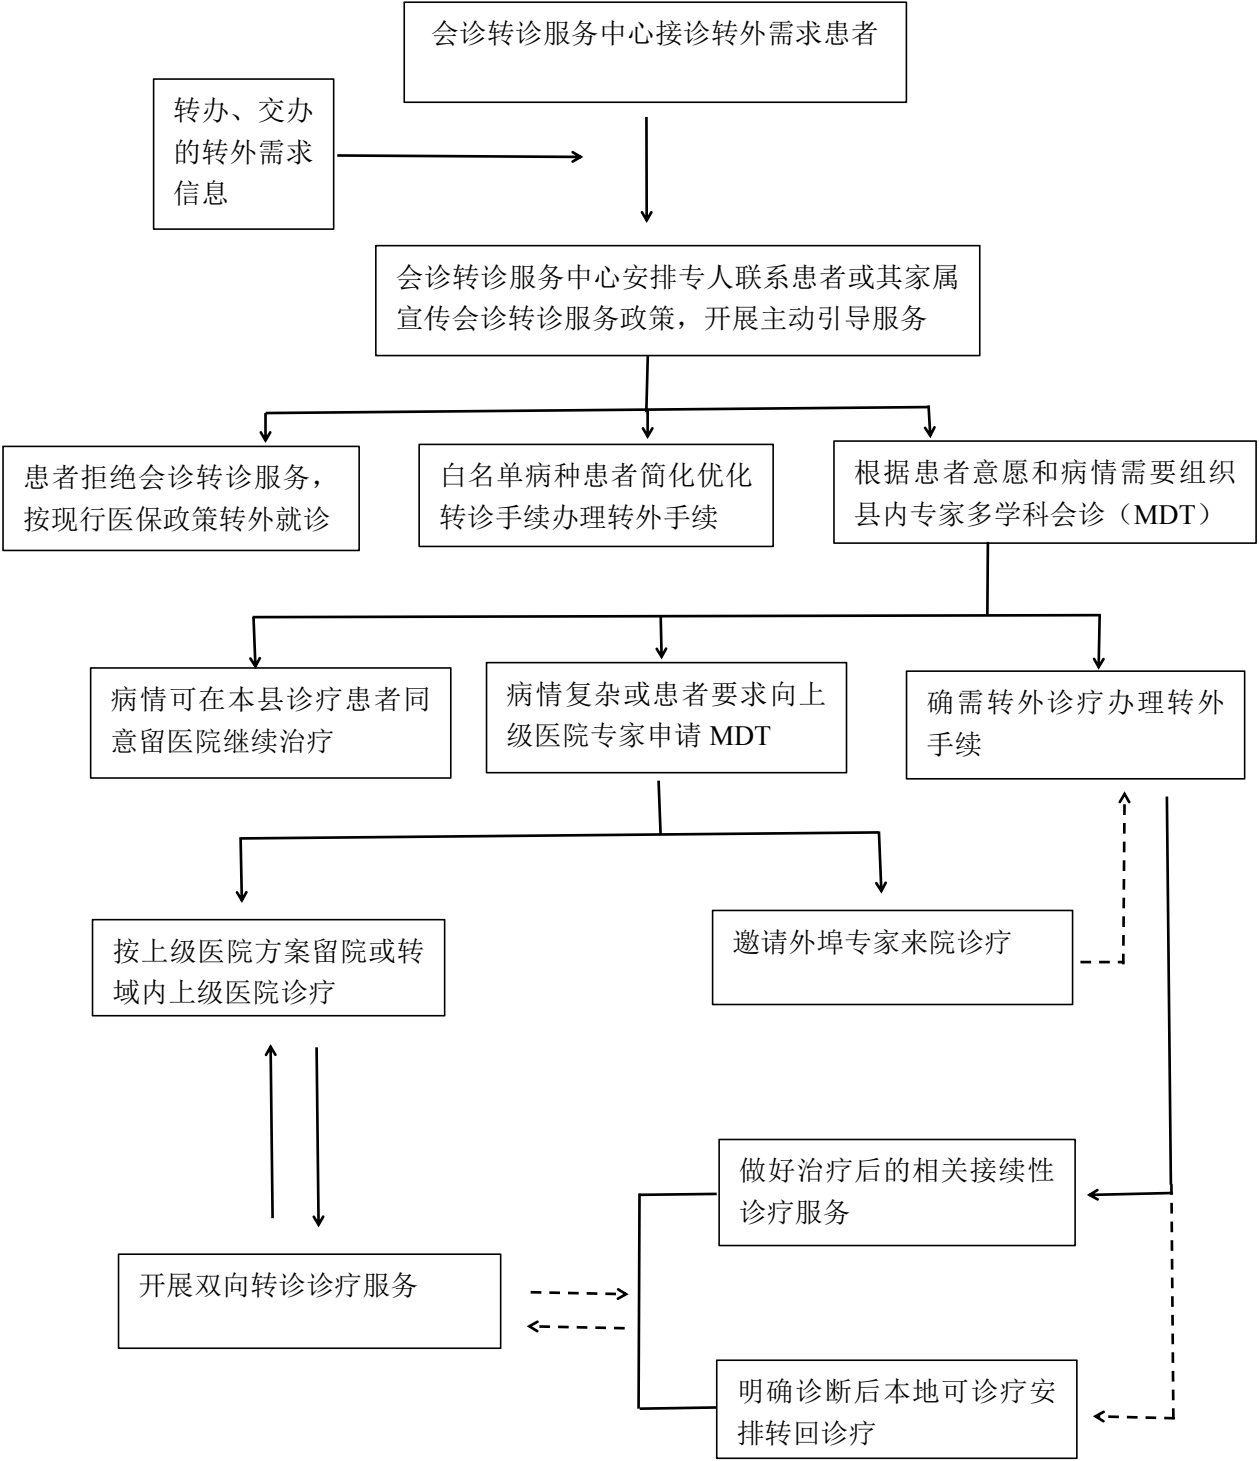 会诊转诊服务中心接诊转外需求患者
转办、交办
的转外需求
信息
会诊转诊服务中心安排专人联系患者或其家属
宣传会诊转诊服务政策，开展主动引导服务
患者拒绝会诊转诊服务，
按现行医保政策转外就诊
白名单病种患者简化优化
转诊手续办理转外手续
根据患者意愿和病情需要组织
县内专家多学科会诊（MDT）
病情可在本县诊疗患者同
意留医院继续治疗
病情复杂或患者要求向上
级医院专家申请 MDT
确需转外诊疗办理转外
手续
按上级医院方案留院或转
域内上级医院诊疗
邀请外埠专家来院诊疗
做好治疗后的相关接续性
诊疗服务
开展双向转诊诊疗服务
明确诊断后本地可诊疗安
排转回诊疗